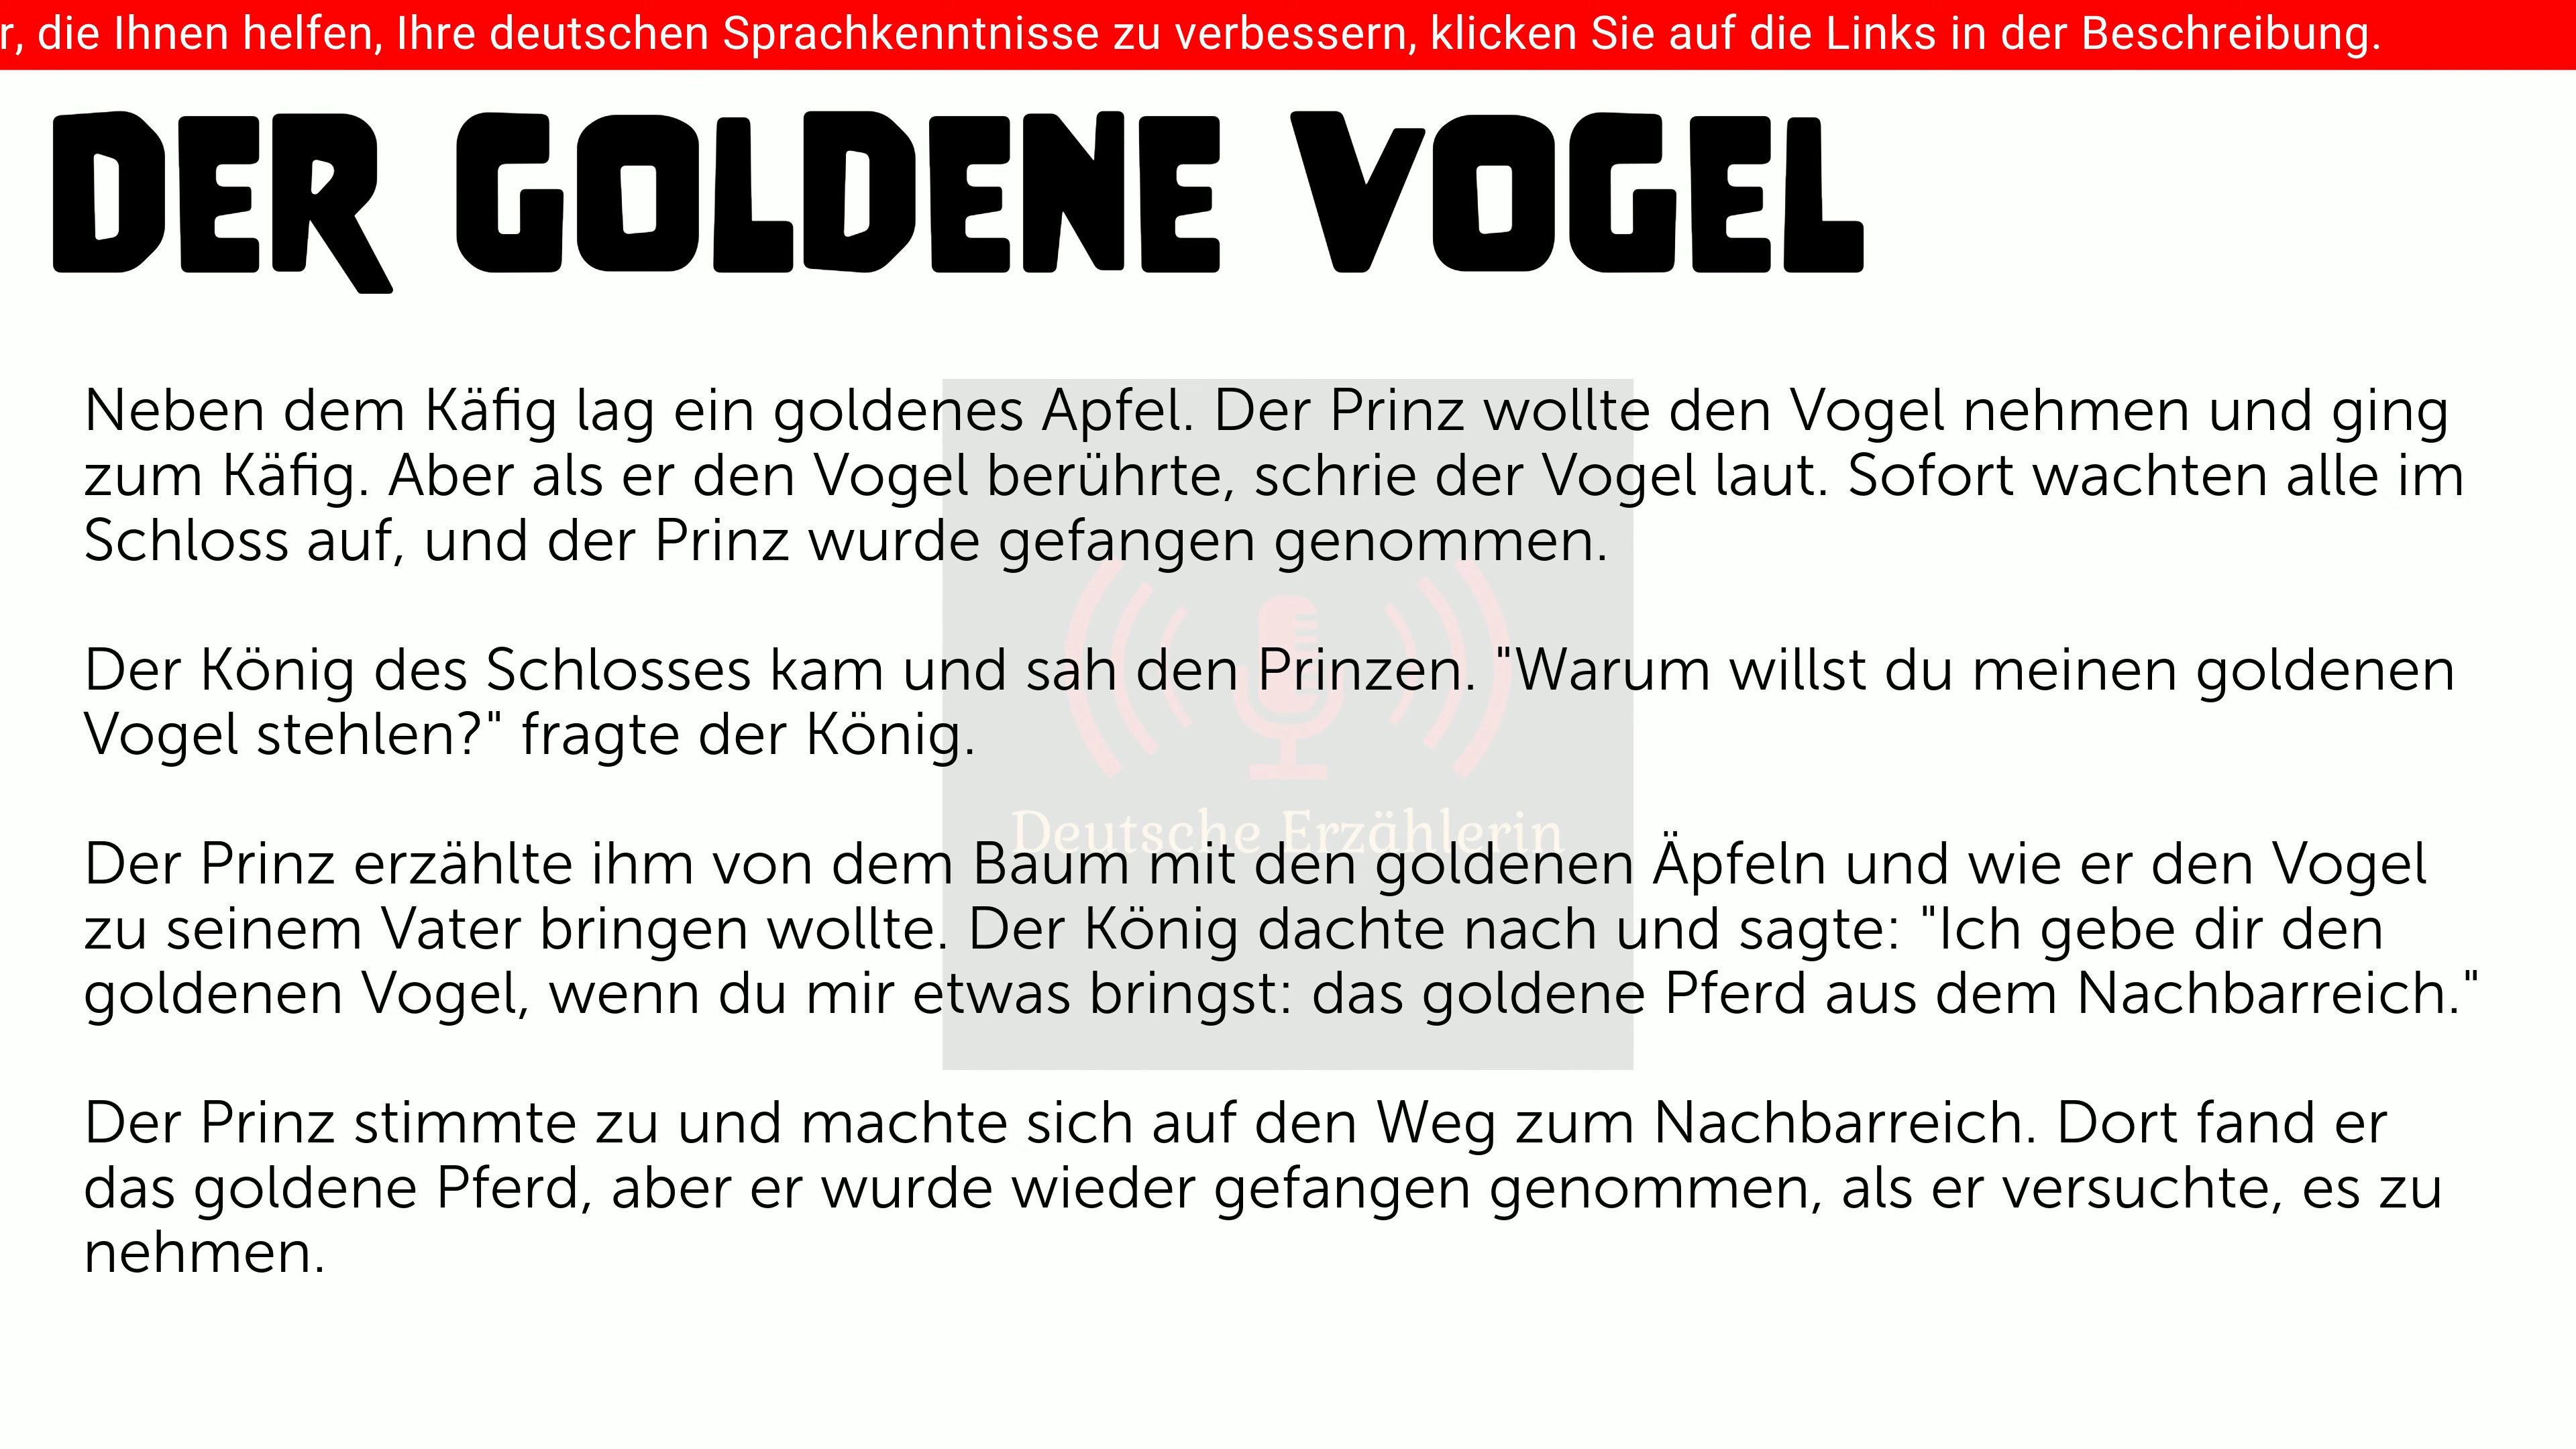 r, die Ihnen helfen, Ihre deutschen Sprachkenntnisse zu verbessern, klicken Sie auf die Links in der Beschreibung.
DER GOLDENE VOGEL
Neben dem Käfig lag ein goldenes Apfel. Der Prinz wollte den Vogel nehmen und ging
zum Käfig. Aber als er den Vogel berührte, schrie der Vogel laut. Sofort wachten alle im
Schloss auf, und der Prinz wurde gefangen genommen.
Der König des Schlosses kam und sah den Prinzen. "Warum willst du meinen goldenen
Vogel stehlen?" fragte der König.
Deutsche Erzählerin
Der Prinz erzählte ihm von dem Baum mit den goldenen Äpfeln und wie er den Vogel
zu seinem Vater bringen wollte. Der König dachte nach und sagte: "Ich gebe dir den
goldenen Vogel, wenn du mir etwas bringst: das goldene Pferd aus dem Nachbarreich."
Der Prinz stimmte zu und machte sich auf den Weg zum Nachbarreich. Dort fand er
das goldene Pferd, aber er wurde wieder gefangen genommen, als er versuchte, es zu
nehmen.